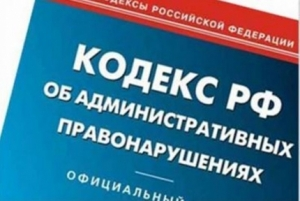 ДЕКСЫ РОССИЙСКОЙ ФЕДЕРАЦИИ
КОДЕКС РФ
ОБ АДМИНИСТРАТИВНЫХ
ПРАВОНАРУШЕНИЯХ
ОФИЦИАЛЬНЫЙ